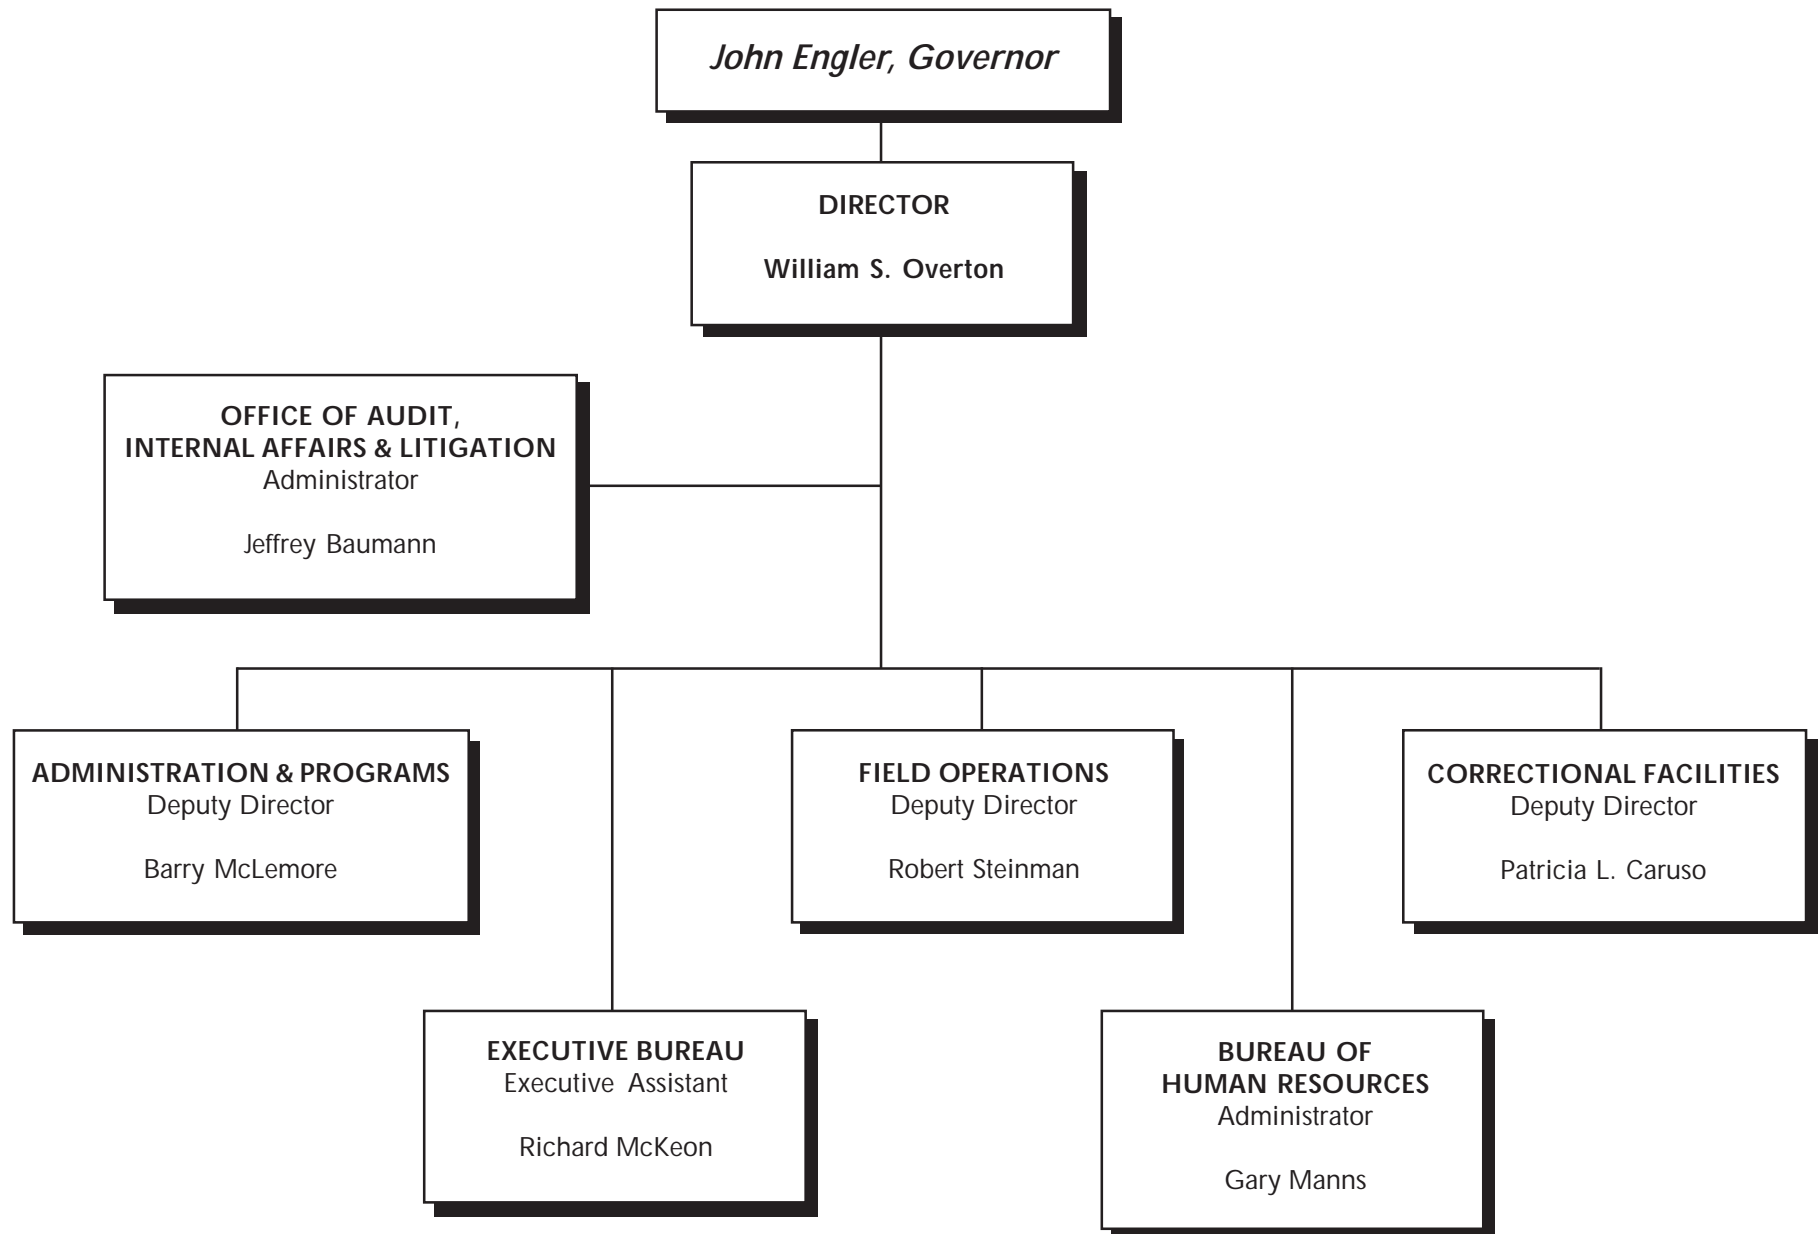 John Engler, Governor
DIRECTOR
William S. Overton
OFFICE OF AUDIT,
INTERNAL AFFAIRS & LITIGATION
Administrator
Jeffrey Baumann
ADMINISTRATION & PROGRAMS
Deputy Director
Barry McLemore
FIELD OPERATIONS
Deputy Director
Robert Steinman
CORRECTIONAL FACILITIES
Deputy Director
Patricia L. Caruso
EXECUTIVE BUREAU
Executive Assistant
Richard McKeon
BUREAU OF
HUMAN RESOURCES
Administrator
Gary Manns